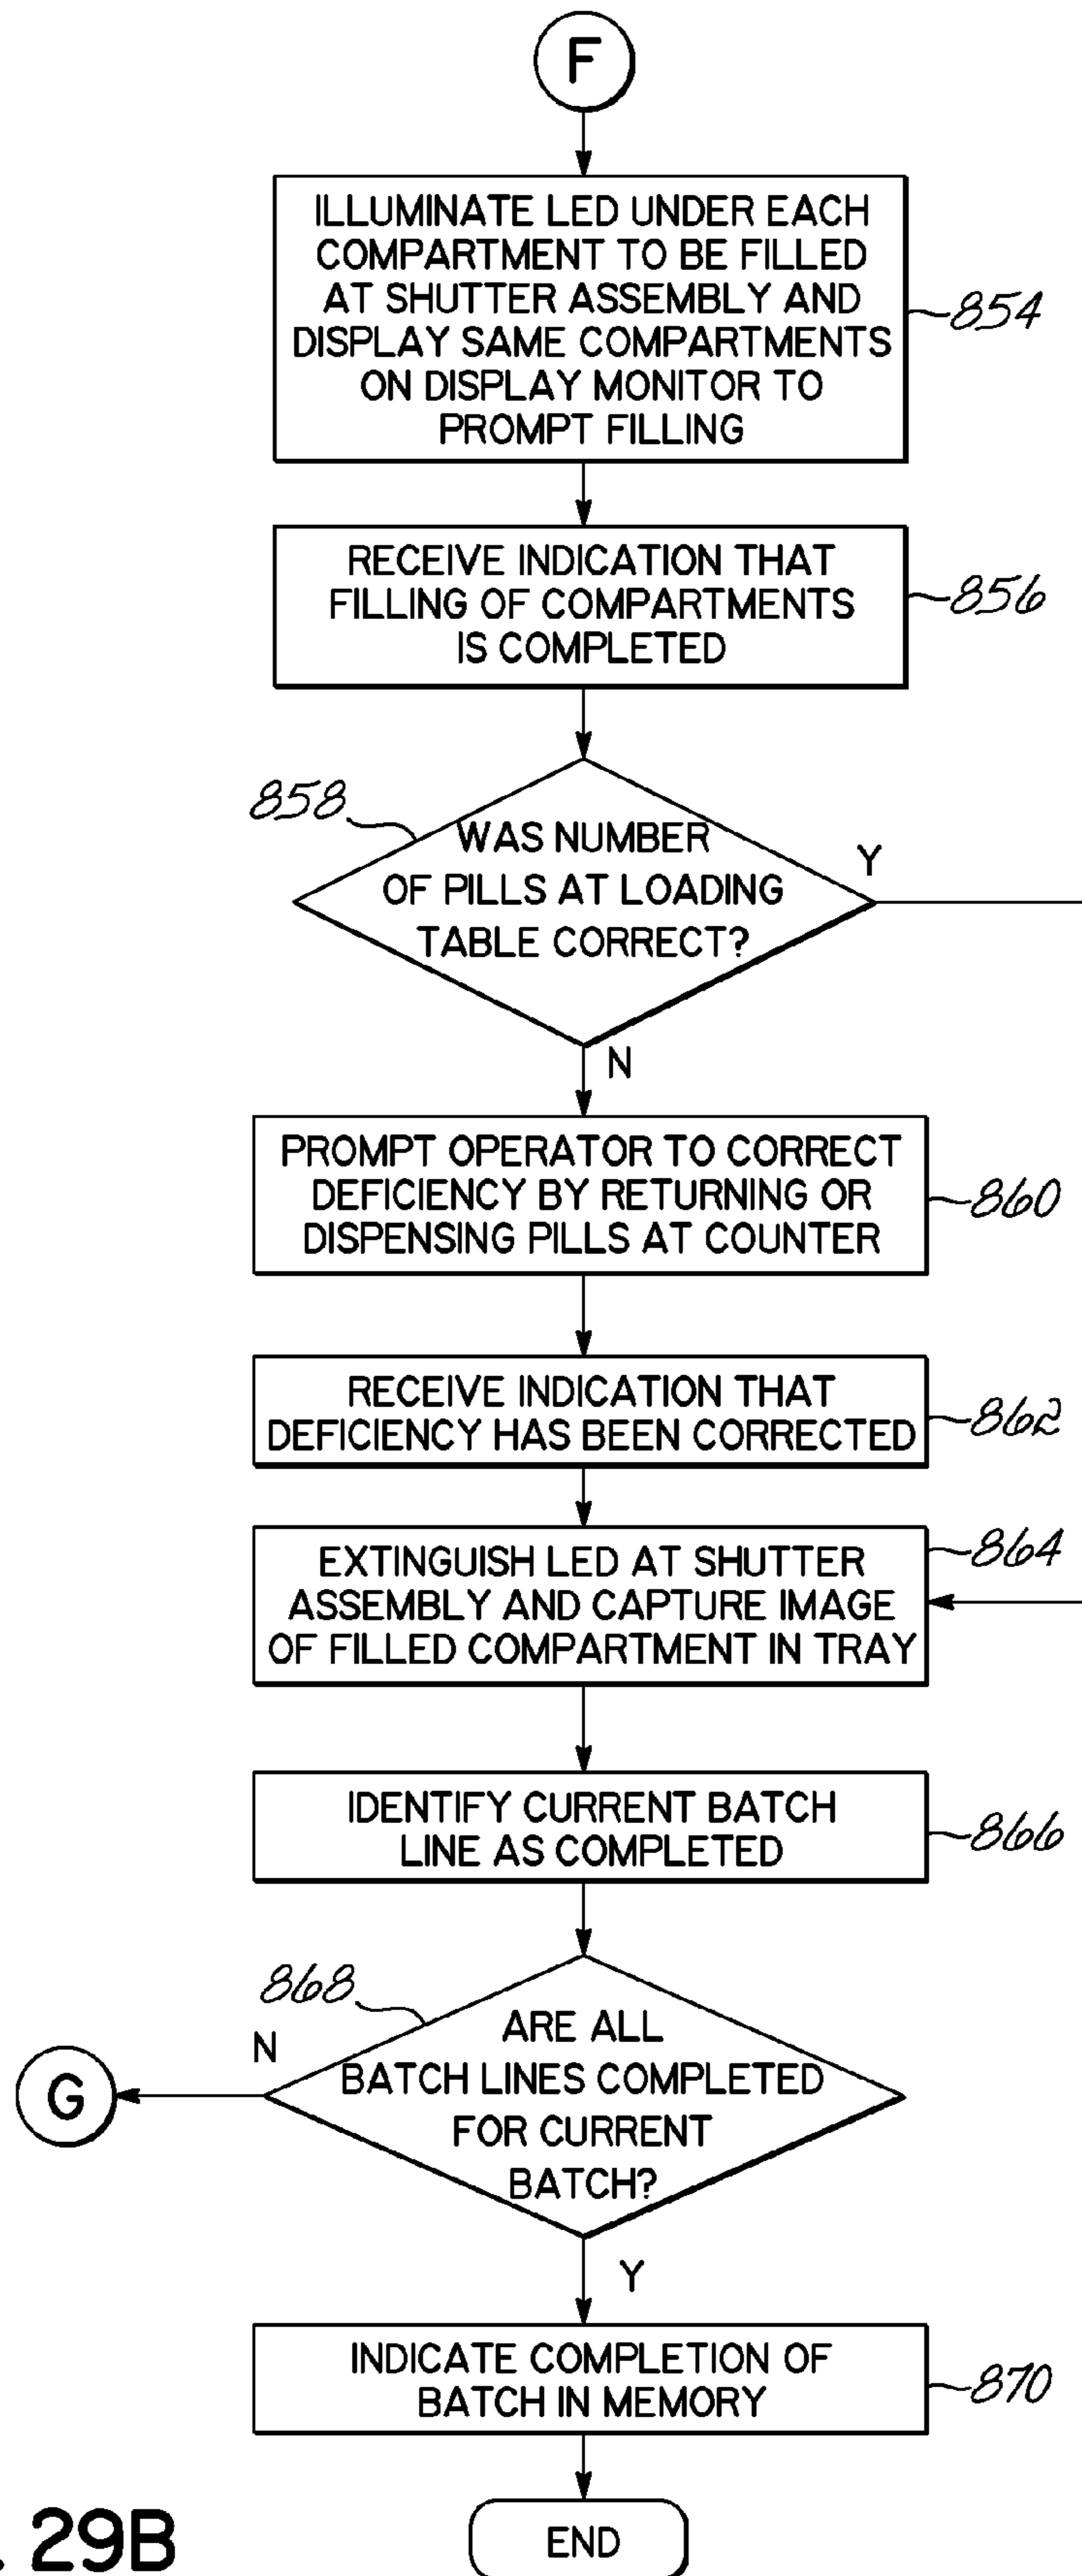 F
ILLUMINATE LED UNDER EACH
COMPARTMENT TO BE FILLED
AT SHUTTER ASSEMBLY AND
DISPLAY SAME COMPARTMENTS
ON DISPLAY MONITOR TO
PROMPT FILLING
854
RECEIVE INDICATION THAT
FILLING OF COMPARTMENTS
IS COMPLETED
856
858
WAS NUMBER
OF PILLS AT LOADING
TABLE CORRECT?
Y
N
PROMPT OPERATOR TO CORRECT
DEFICIENCY BY RETURNING OR
DISPENSING PILLS AT COUNTER
860
RECEIVE INDICATION THAT
DEFICIENCY HAS BEEN CORRECTED
862
EXTINGUISH LED AT SHUTTER
ASSEMBLY AND CAPTURE IMAGE
OF FILLED COMPARTMENT IN TRAY
864
IDENTIFY CURRENT BATCH
LINE AS COMPLETED
866
868
ARE ALL
BATCH LINES COMPLETED
FOR CURRENT
BATCH?
N
G
Y
INDICATE COMPLETION OF
BATCH IN MEMORY
870
END
. 29B